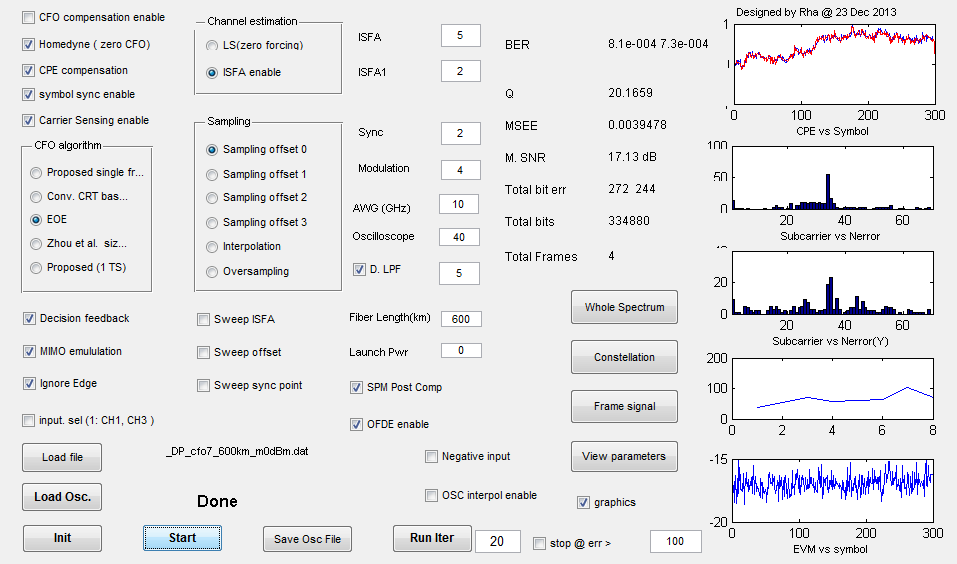 CFO compensation enable
Homedyne ( zero CFO)
CPE compensation
symbol sync enable
Carrier Sensing enable
CFO algorithm
Proposed single fr...
Conv. CRT bas...
EOE
Zhou et al. siz...
Proposed (1 TS)
Decision feedback
MIMO emululation
Ignore Edge
input. sel (1: CH1, CH3 )
Load file
Load Osc.
Init
Channel estimation
LS(zero forcing)
ISFA enable
Sampling
Sampling offset 0
Sampling offset 1
Sampling offset 2
Sampling offset 3
Interpolation
Oversampling
Sweep ISFA
Sweep offset
Sweep sync point
_DP_cfo7_600km_m0dBm.dat
Done
Start
Save Osc File
ISFA 5
ISFA1 2
Sync 2
Modulation 4
AWG (GHz) 10
Oscilloscope 40
D. LPF 5
Fiber Length(km) 600
Launch Pwr 0
SPM Post Comp
OFDE enable
Negative input
OSC interpol enable
Run Iter 20
stop @ err > 100
BER 8.1e-004 7.3e-004
Q 20.1659
MSEE 0.0039478
M. SNR 17.13 dB
Total bit err 272 244
Total bits 334880
Total Frames 4
Whole Spectrum
Constellation
Frame signal
View parameters
graphics
Designed by Rha @ 23 Dec 2013
1
1
0 100 200 300
CPE vs Symbol
100
50
0
20 40 60
Subcarrier vs Nerror
40
20
0
20 40 60
Subcarrier vs Nerror(Y)
200
100
0
0 2 4 6 8
-15
-20
0 100 200 300
EVM vs symbol